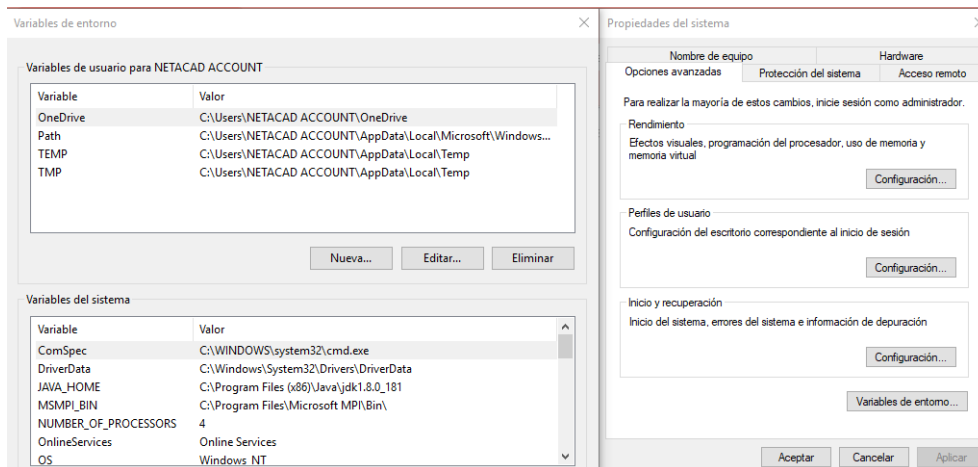 Variables de entorno
Variables de usuario para NETACAD ACCOUNT
Variable Valor
OneDrive C:\Users\NETACAD ACCOUNT\OneDrive
Path C:\Users\NETACAD ACCOUNT\AppData\Local\Microsoft\Windows...
TEMP C:\Users\NETACAD ACCOUNT\AppData\Local\Temp
TMP C:\Users\NETACAD ACCOUNT\AppData\Local\Temp
Nueva... Editar... Eliminar
Variables del sistema
Variable Valor
ComSpec C:\WINDOWS\system32\cmd.exe
DriverData C:\Windows\System32\Drivers\DriverData
JAVA_HOME C:\Program Files (x86)\Java\jdk1.8.0_181
MSMPI_BIN C:\Program Files\Microsoft MPI\Bin\
NUMBER_OF_PROCESSORS 4
OnlineServices Online Services
OS Windows_NT
Propiedades del sistema
Nombre de equipo Hardware
Opciones avanzadas Protección del sistema Acceso remoto
Para realizar la mayoría de estos cambios, inicie sesión como administrador.
Rendimiento
Efectos visuales, programación del procesador, uso de memoria y
memoria virtual
Configuración...
Perfiles de usuario
Configuración del escritorio correspondiente al inicio de sesión
Configuración...
Inicio y recuperación
Inicio del sistema, errores del sistema e información de depuración
Configuración...
Variables de entorno...
Aceptar Cancelar Aplicar